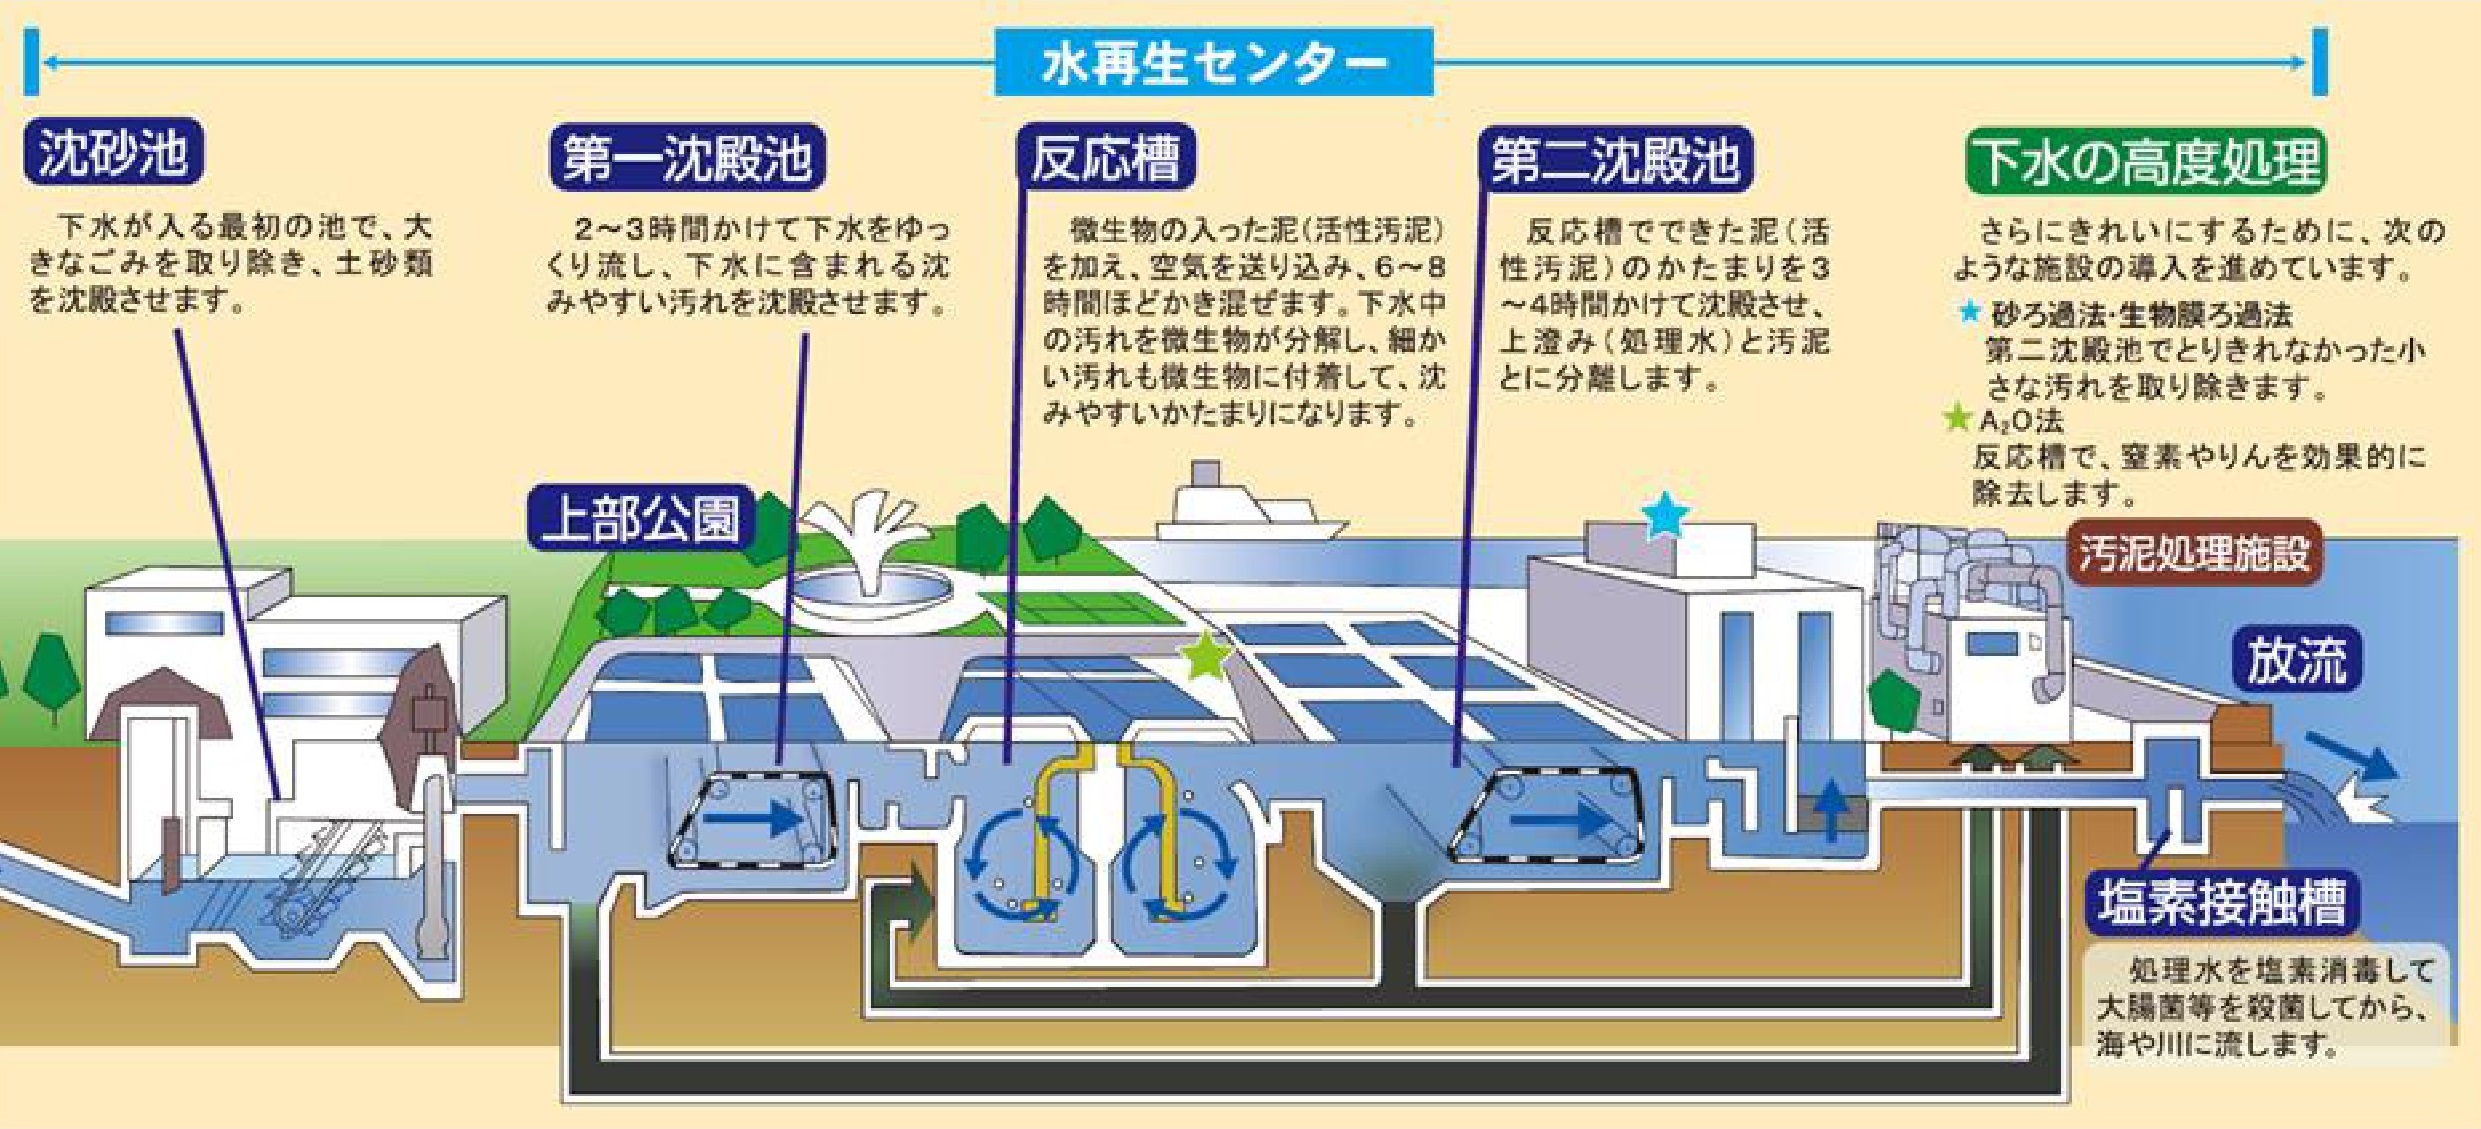 水再生センター
沈砂池
下水が入る最初の池で、大
きなごみを取り除き、土砂類
を沈殿させます。
第一沈殿池
2～3時間かけて下水をゆっ
くり流し、下水に含まれる沈
みやすい汚れを沈殿させます。
反応槽
微生物の入った泥(活性汚泥)
を加え、空気を送り込み、6～8
時間ほどかき混ぜます。下水中
の汚れを微生物が分解し、細か
い汚れも微生物に付着して、沈
みやすいかたまりになります。
第二沈殿池
反応槽でできた泥(活
性汚泥)のかたまりを3
～4時間かけて沈殿させ、
上澄み(処理水)と汚泥
とに分離します。
下水の高度処理
さらにきれいにするために、次の
ような施設の導入を進めています。
★ 砂ろ過法・生物膜ろ過法
第二沈殿池でとりきれなかった小
さな汚れを取り除きます。
★ A₂O法
反応槽で、窒素やりんを効果的に
除去します。
上部公園
汚泥処理施設
放流
塩素接触槽
処理水を塩素消毒して
大腸菌等を殺菌してから、
海や川に流します。